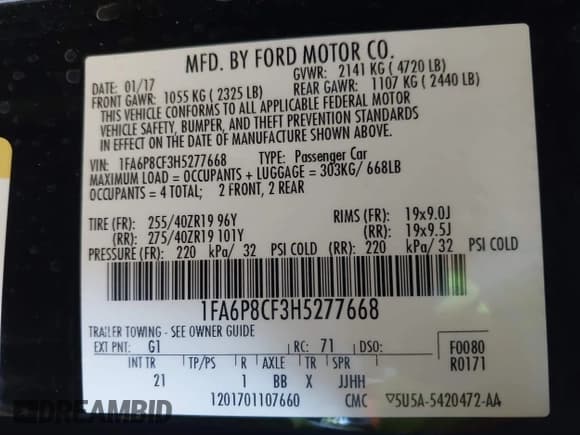 MFD. BY FORD MOTOR CO.
DATE: 01/17 GVWR: 2141 KG ( 4720 LB)
FRONT GAWR: 1055 KG ( 2325 LB) REAR GAWR: 1107 KG ( 2440 LB)
THIS VEHICLE CONFORMS TO ALL APPLICABLE FEDERAL MOTOR
VEHICLE SAFETY, BUMPER, AND THEFT PREVENTION STANDARDS
IN EFFECT ON THE DATE OF MANUFACTURE SHOWN ABOVE.
VIN: 1FA6P8CF3H5277668 TYPE: Passenger Car
MAXIMUM LOAD = OCCUPANTS + LUGGAGE = 303KG/ 668LB
OCCUPANTS = 4 TOTAL; 2 FRONT, 2 REAR
TIRE (FR): 255/40ZR19 96Y RIMS (FR): 19x9.0J
(RR): 275/40ZR19 101Y (RR): 19x9.5J
PRESSURE (FR): 220 kPa/ 32 PSI COLD (RR): 220 kPa/ 32 PSI COLD
1FA6P8CF3H5277668
TRAILER TOWING - SEE OWNER GUIDE
EXT PNT: G1 RC: 71 DSO: F0080
INT TR TP/PS R AXLE TR SPR R0171
21 1 BB X JJHH
1201701107660 CMC ▽5U5A-5420472-AA
DREAMBID